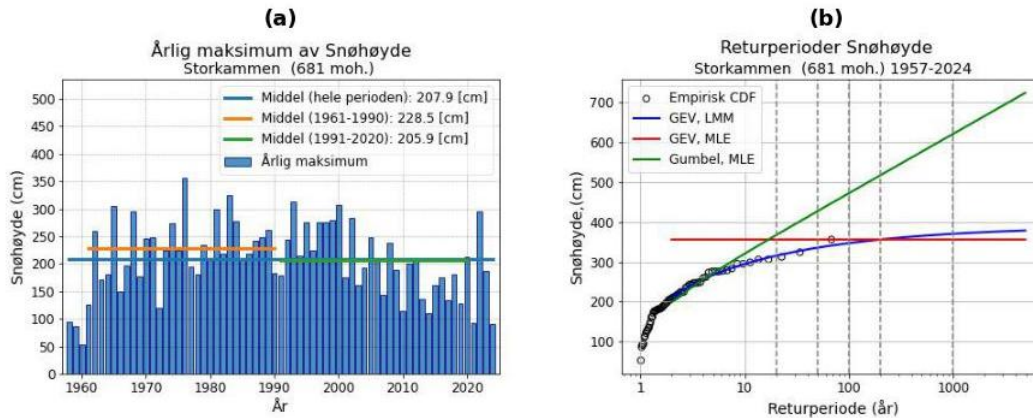 (a)
Årlig maksimum av Snøhøyde
Storkammen (681 moh.)
Snøhøyde (cm)
500
450
400
350
300
250
200
150
100
50
0
Middel (hele perioden): 207.9 [cm]
Middel (1961-1990): 228.5 [cm]
Middel (1991-2020): 205.9 [cm]
Årlig maksimum
1960 1970 1980 1990 2000 2010 2020
År
(b)
Returperioder Snøhøyde
Storkammen (681 moh.) 1957-2024
Snøhøyde,(cm)
700
600
500
400
300
200
100
Empirisk CDF
GEV, LMM
GEV, MLE
Gumbel, MLE
1 10 100 1000
Returperiode (år)